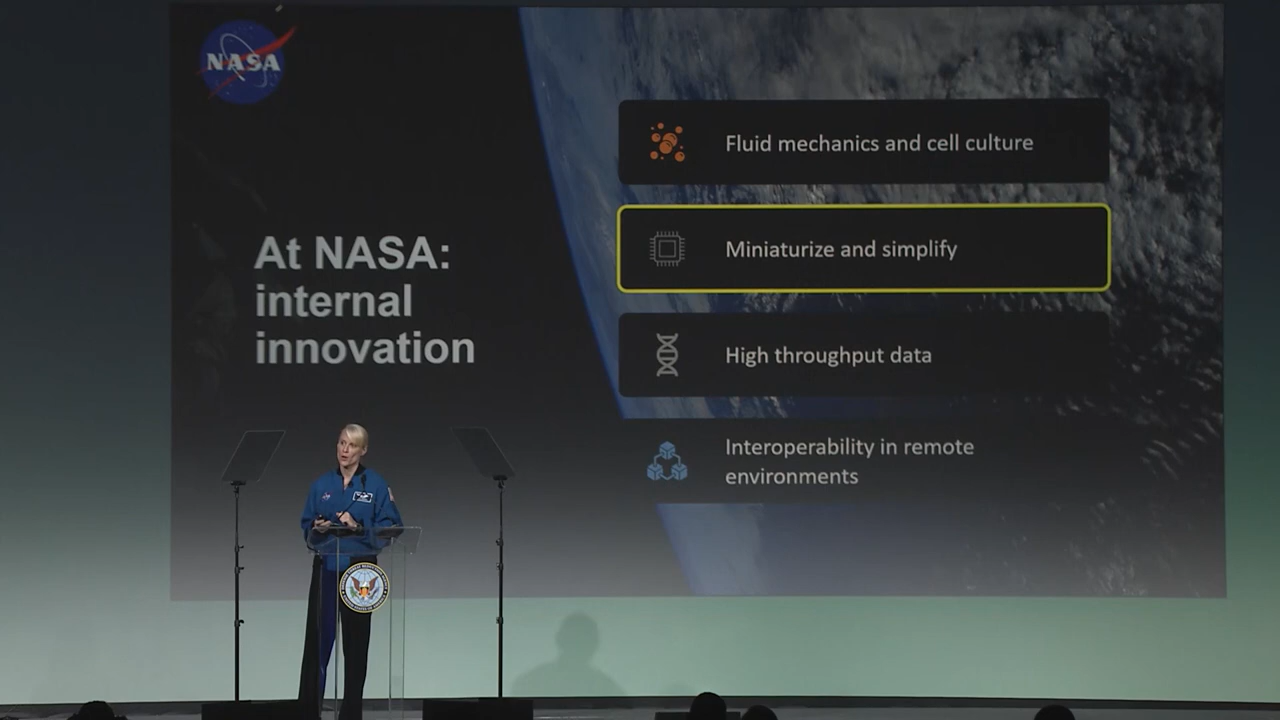 NASA
At NASA:
internal
innovation
Fluid mechanics and cell culture
Miniaturize and simplify
High throughput data
Interoperability in remote
environments